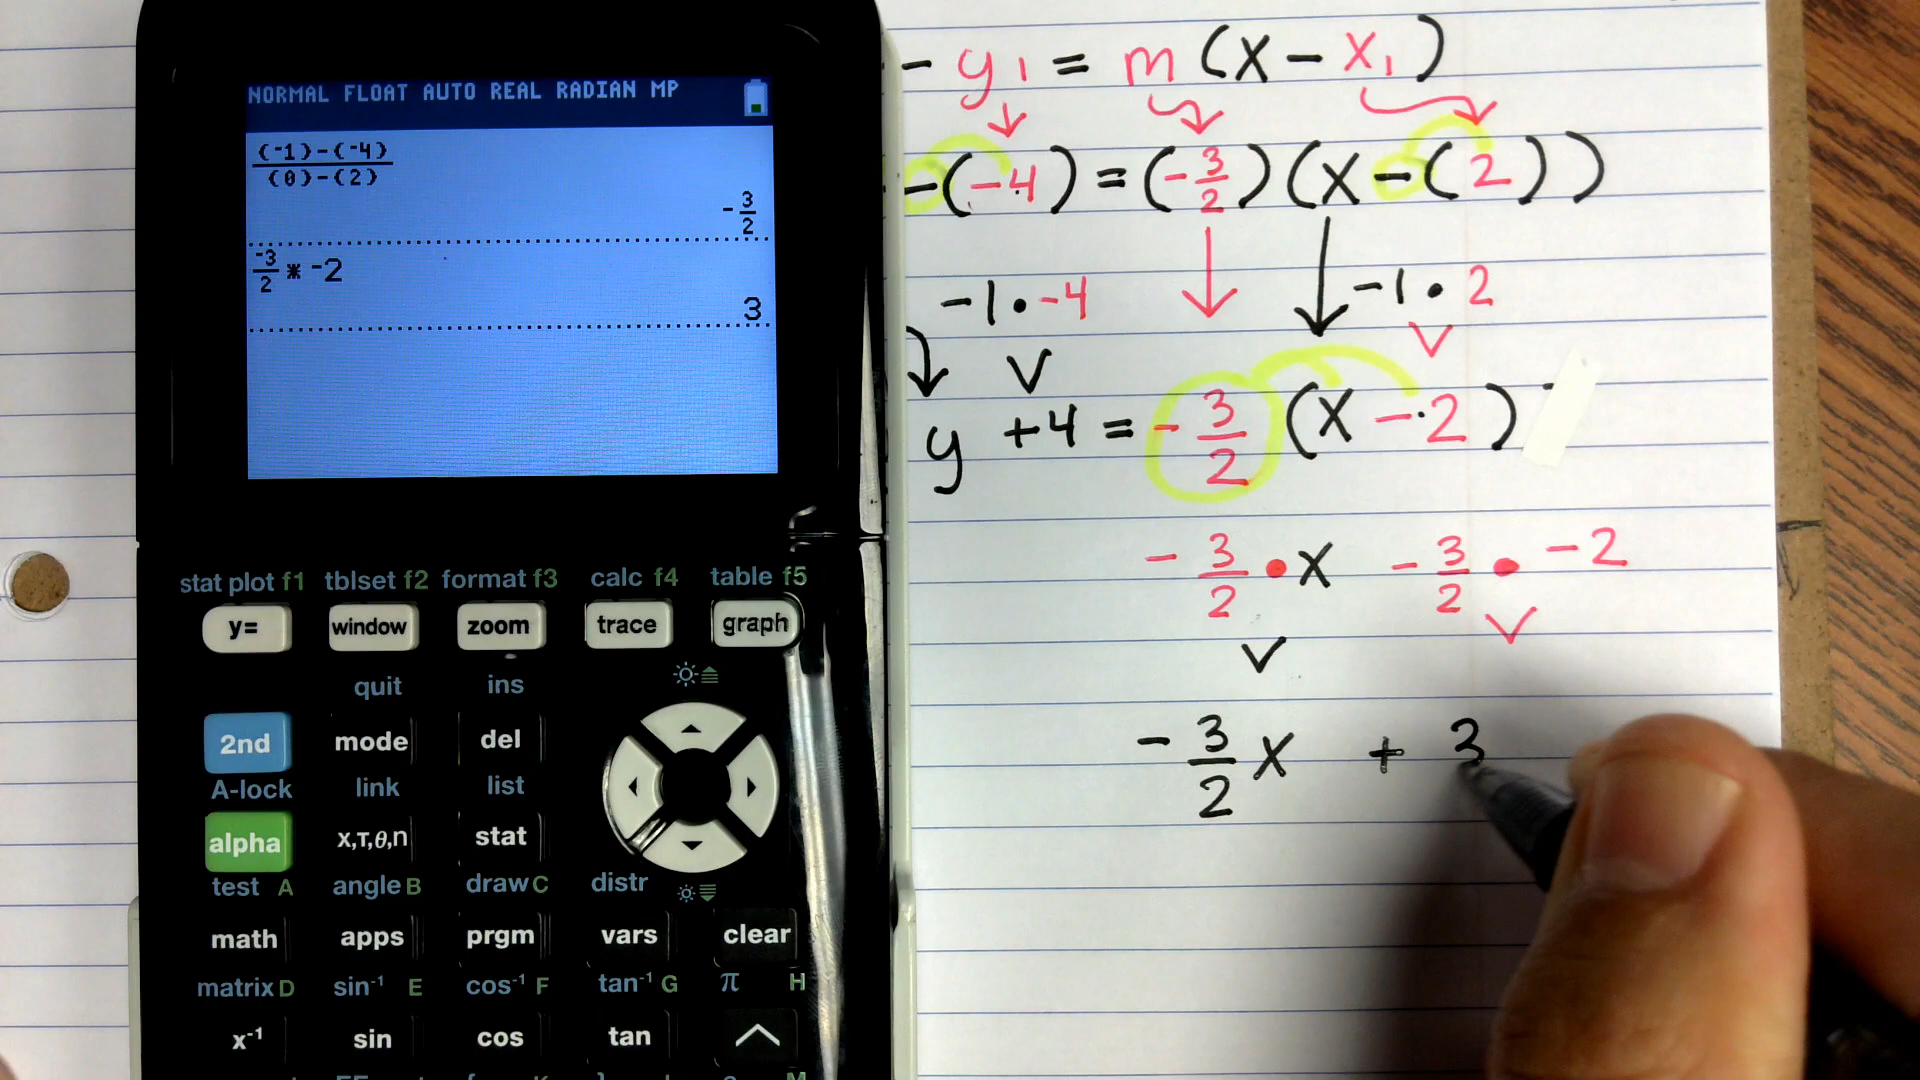 NORMAL FLOAT AUTO REAL RADIAN MP
(-1)-(-4)
(0)-(2)
-3/2
-3/2 * -2
3
stat plot f1 tblset f2 format f3 calc f4 table f5
y= window zoom trace graph
quit ins
2nd mode del
A-lock link list
alpha X,T,θ,n stat
test A angle B draw C distr
math apps prgm vars clear
matrix D sin-1 E cos-1 F tan-1 G π H
x-1 sin cos tan ^
- y1 = m (x - x1)
-(-4) = (-3/2)(x-(2))
-1·-4 -1·2
y +4 = -3/2 (x -·2)
-3/2 • x -3/2 • -2
-3/2 x + 3